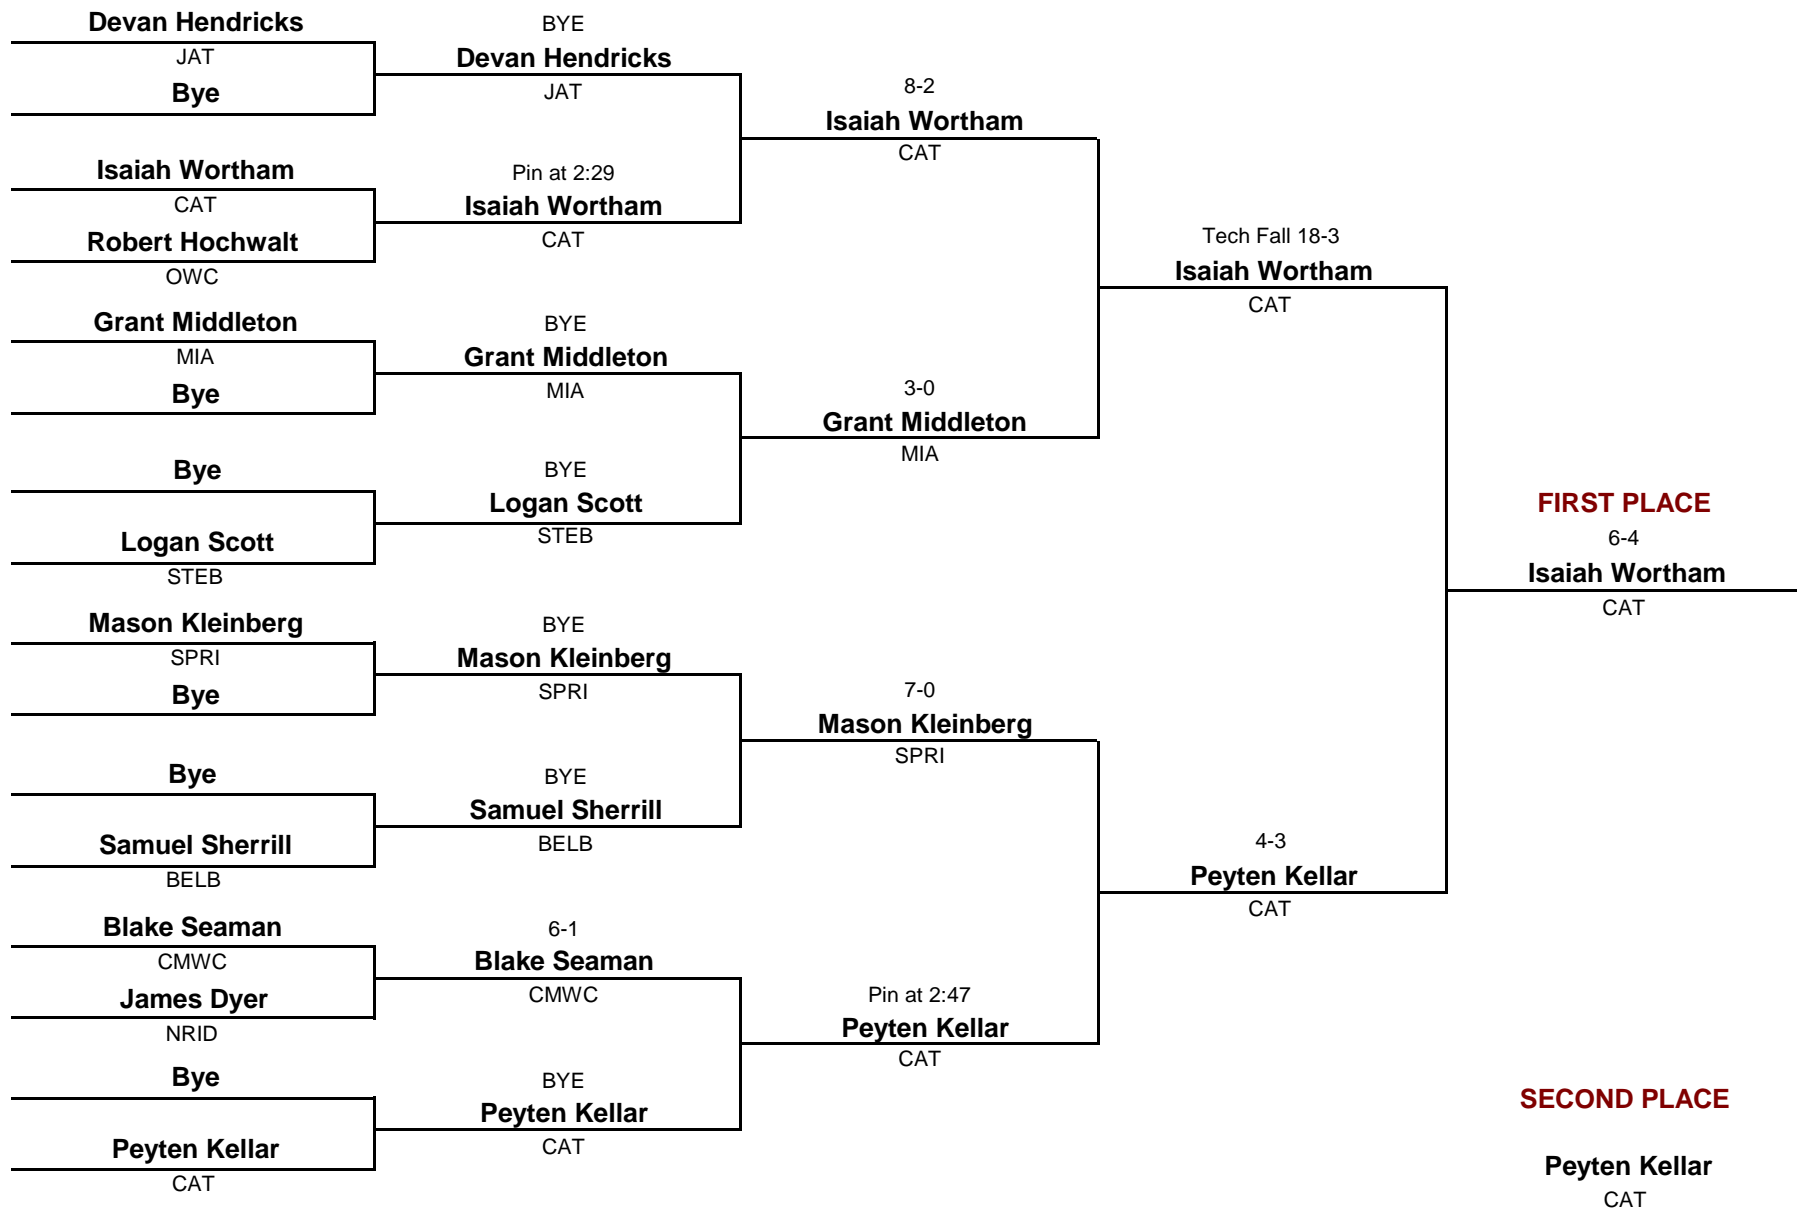 Devan Hendricks
JAT
Bye
Isaiah Wortham
CAT
Robert Hochwalt
OWC
Grant Middleton
MIA
Bye
Bye
Logan Scott
STEB
Mason Kleinberg
SPRI
Bye
Bye
Samuel Sherrill
BELB
Blake Seaman
CMWC
James Dyer
NRID
Bye
Peyten Kellar
CAT
BYE
Devan Hendricks
JAT
Pin at 2:29
Isaiah Wortham
CAT
BYE
Grant Middleton
MIA
BYE
Logan Scott
STEB
BYE
Mason Kleinberg
SPRI
BYE
Samuel Sherrill
BELB
6-1
Blake Seaman
CMWC
BYE
Peyten Kellar
CAT
8-2
Isaiah Wortham
CAT
3-0
Grant Middleton
MIA
7-0
Mason Kleinberg
SPRI
Pin at 2:47
Peyten Kellar
CAT
Tech Fall 18-3
Isaiah Wortham
CAT
4-3
Peyten Kellar
CAT
FIRST PLACE
6-4
Isaiah Wortham
CAT
SECOND PLACE
Peyten Kellar
CAT